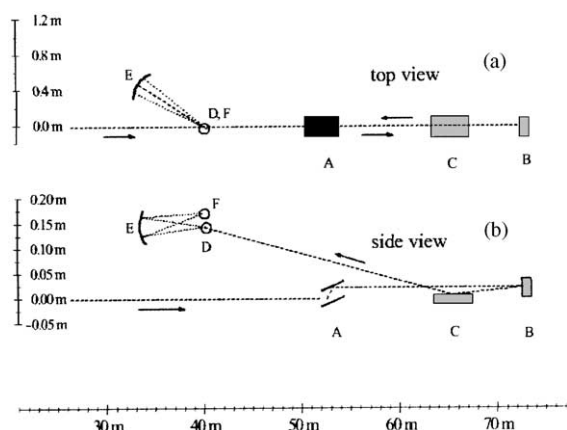 1.2 m
(a)
0.8 m
E
top view
0.4 m
D, F
0.0 m
A
C
B
0.20 m
F
(b)
0.15 m
E
D
side view
0.10 m
0.05 m
0.00 m
-0.05 m
A
C
B
30 m
40 m
50 m
60 m
70 m